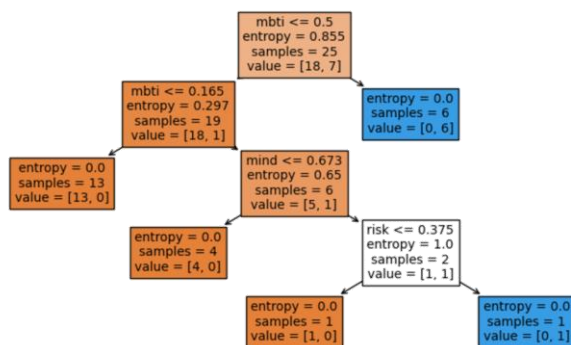 mbti <= 0.5
entropy = 0.855
samples = 25
value = [18, 7]
mbti <= 0.165
entropy = 0.297
samples = 19
value = [18, 1]
entropy = 0.0
samples = 6
value = [0, 6]
entropy = 0.0
samples = 13
value = [13, 0]
mind <= 0.673
entropy = 0.65
samples = 6
value = [5, 1]
entropy = 0.0
samples = 4
value = [4, 0]
risk <= 0.375
entropy = 1.0
samples = 2
value = [1, 1]
entropy = 0.0
samples = 1
value = [1, 0]
entropy = 0.0
samples = 1
value = [0, 1]